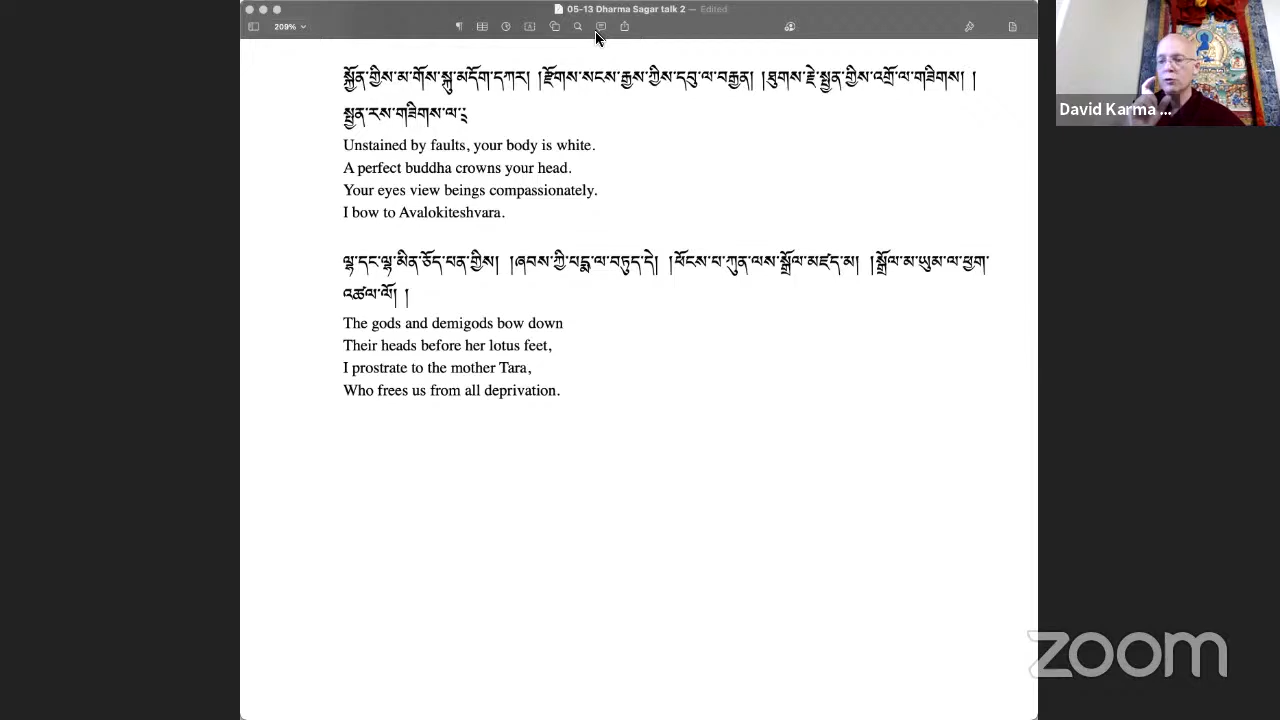 05-13 Dharma Sagar talk 2 — Edited
209%
སྐྱོན་གྱིས་མ་གོས་སྐུ་མདོག་དཀར། །རྫོགས་སངས་རྒྱས་ཀྱིས་དབུ་ལ་བརྒྱན། །ཐུགས་རྗེ་སྤྱན་གྱིས་འགྲོ་ལ་གཟིགས། །
སྤྱན་རས་གཟིགས་ལ་
Unstained by faults, your body is white.
A perfect buddha crowns your head.
Your eyes view beings compassionately.
I bow to Avalokiteshvara.
ལྷ་དང་ལྷ་མིན་ཅོད་པན་གྱིས། །ཞབས་ཀྱི་པདྨ་ལ་བཏུད་དེ། །ཕོངས་པ་ཀུན་ལས་སྒྲོལ་མཛད་མ། །སྒྲོལ་མ་ཡུམ་ལ་ཕྱག་
འཚལ་ལོ། །
The gods and demigods bow down
Their heads before her lotus feet,
I prostrate to the mother Tara,
Who frees us from all deprivation.
David Karma ...
zoom